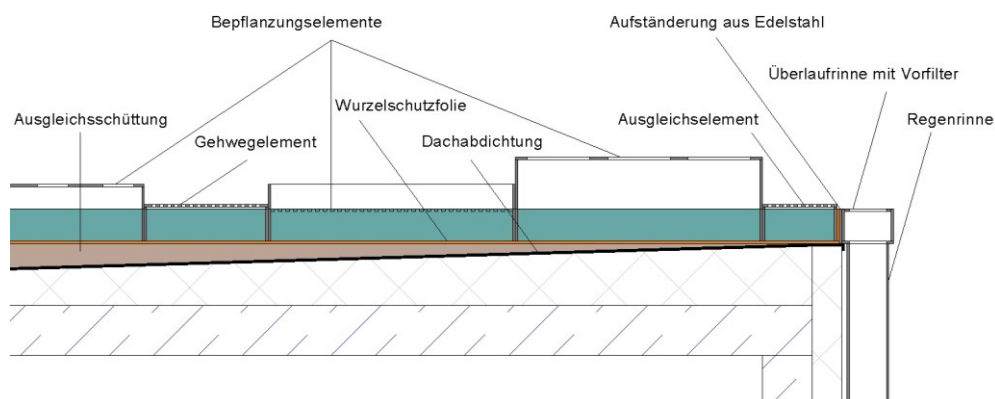 Bepflanzungselemente
Aufständerung aus Edelstahl
Überlaufrinne mit Vorfilter
Wurzelschutzfolie
Ausgleichsschüttung
Ausgleichselement
Regenrinne
Gehwegelement
Dachabdichtung